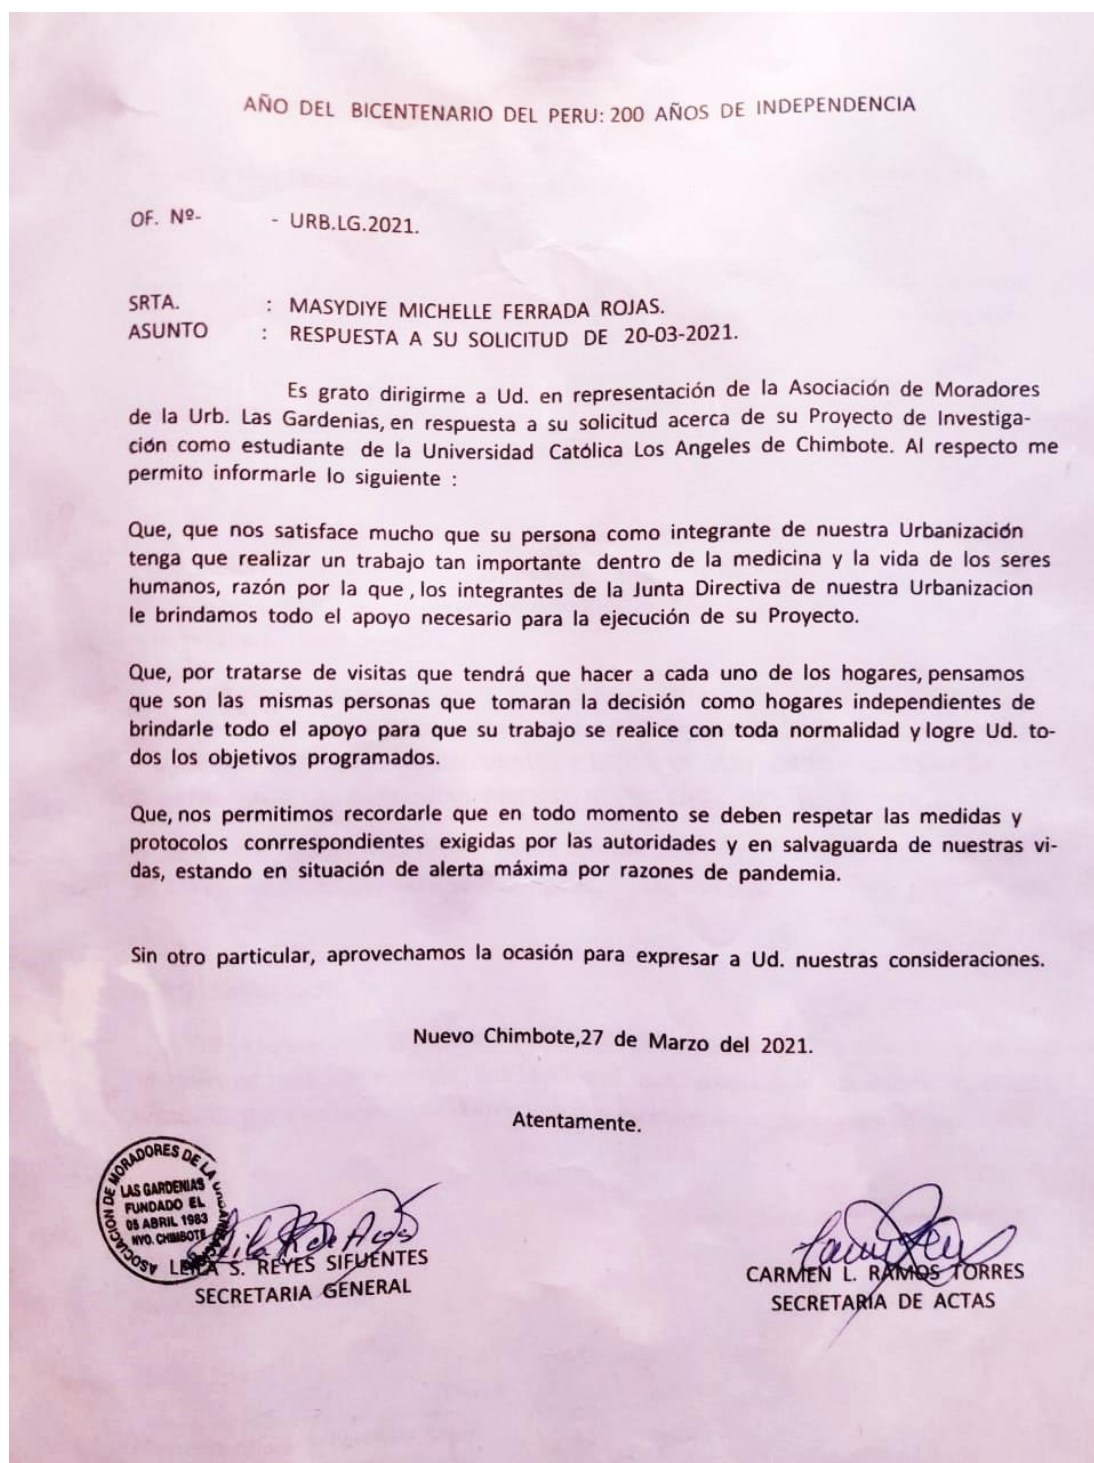 AÑO DEL BICENTENARIO DEL PERU: 200 AÑOS DE INDEPENDENCIA
OF. Nº- - URB.LG.2021.
SRTA. : MASYDIYE MICHELLE FERRADA ROJAS.
ASUNTO : RESPUESTA A SU SOLICITUD DE 20-03-2021.
Es grato dirigirme a Ud. en representación de la Asociación de Moradores
de la Urb. Las Gardenias, en respuesta a su solicitud acerca de su Proyecto de Investiga-
ción como estudiante de la Universidad Católica Los Angeles de Chimbote. Al respecto me
permito informarle lo siguiente :
Que, que nos satisface mucho que su persona como integrante de nuestra Urbanización
tenga que realizar un trabajo tan importante dentro de la medicina y la vida de los seres
humanos, razón por la que , los integrantes de la Junta Directiva de nuestra Urbanizacion
le brindamos todo el apoyo necesario para la ejecución de su Proyecto.
Que, por tratarse de visitas que tendrá que hacer a cada uno de los hogares, pensamos
que son las mismas personas que tomaran la decisión como hogares independientes de
brindarle todo el apoyo para que su trabajo se realice con toda normalidad y logre Ud. to-
dos los objetivos programados.
Que, nos permitimos recordarle que en todo momento se deben respetar las medidas y
protocolos conrrespondientes exigidas por las autoridades y en salvaguarda de nuestras vi-
das, estando en situación de alerta máxima por razones de pandemia.
Sin otro particular, aprovechamos la ocasión para expresar a Ud. nuestras consideraciones.
Nuevo Chimbote,27 de Marzo del 2021.
Atentamente.
ASOCIACION DE MORADORES DE LA URBANIZACION
LAS GARDENIAS
FUNDADO EL
05 ABRIL 1983
NVO. CHIMBOTE
LEILA S. REYES SIFUENTES
SECRETARIA GENERAL
CARMEN L. RAMOS TORRES
SECRETARIA DE ACTAS